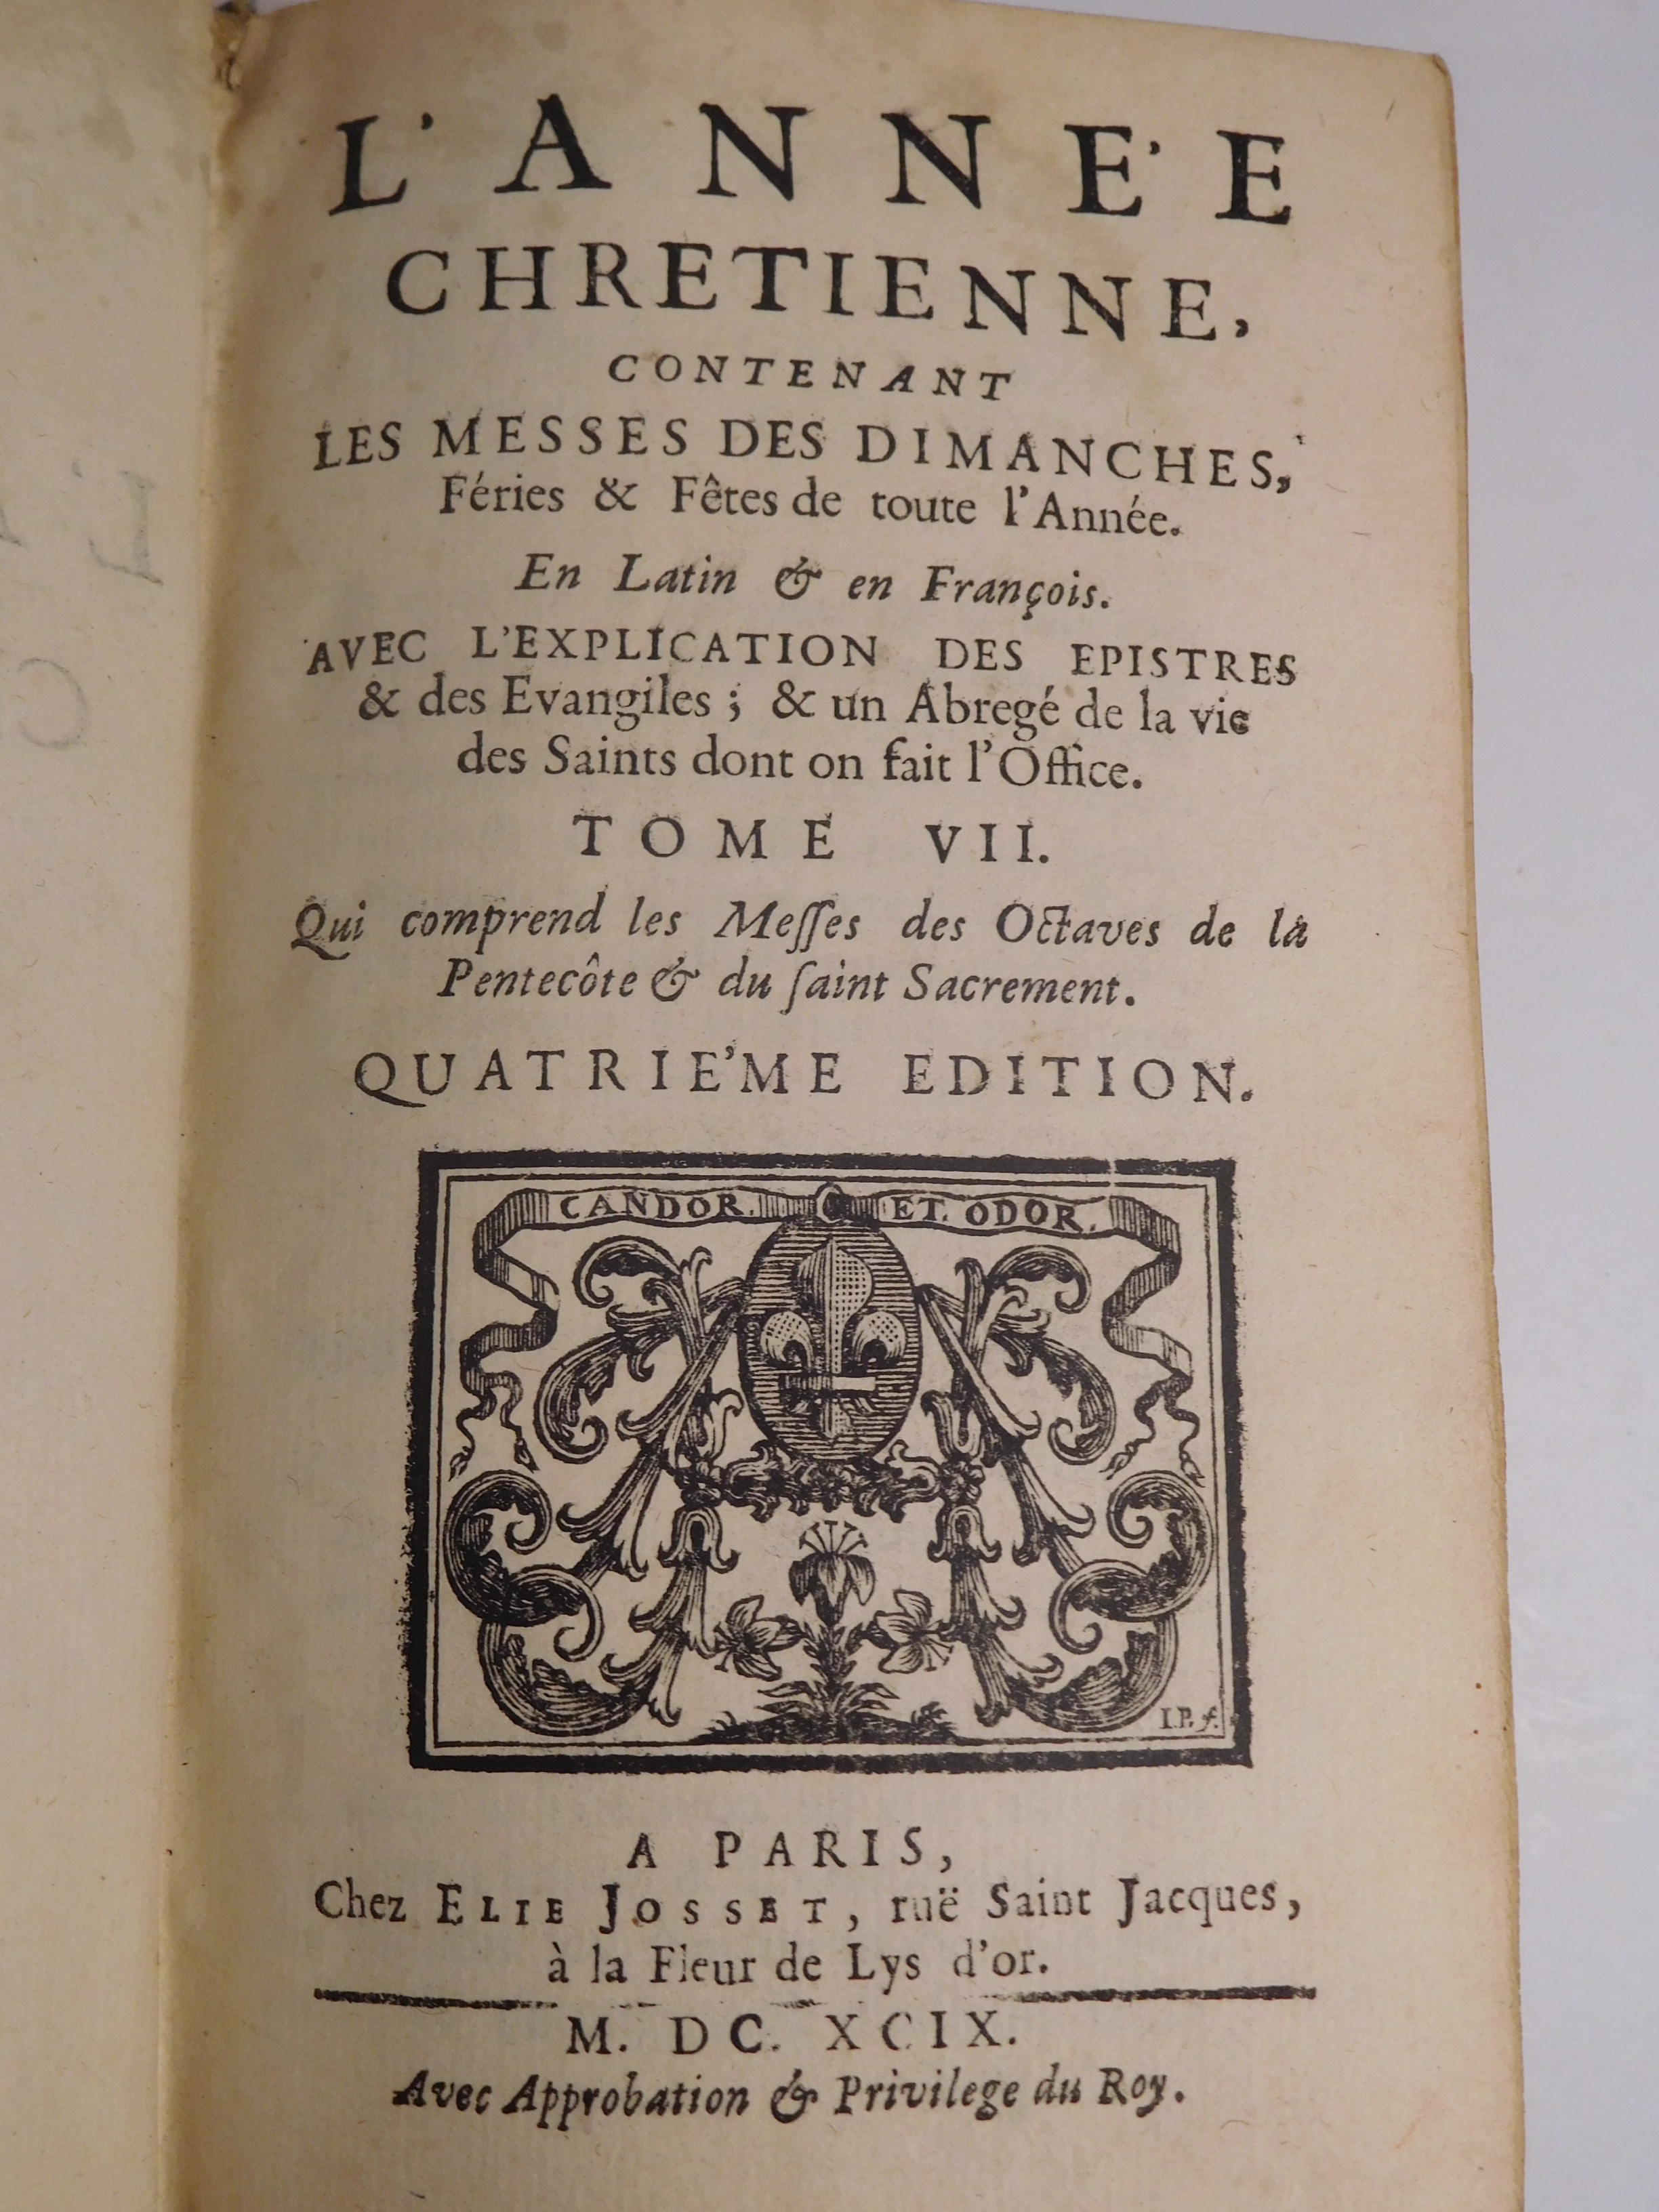 L'ANNE'E
CHRETIENNE,
CONTENANT
LES MESSES DES DIMANCHES,
Féries & Fêtes de toute l'Année.
En Latin & en François.
AVEC L'EXPLICATION DES EPISTRES
& des Evangiles ; & un Abregé de la vie
des Saints dont on fait l'Office.
TOME VII.
Qui comprend les Meſſes des Octaves de la
Pentecôte & du ſaint Sacrement.
QUATRIE'ME EDITION.
CANDOR. ET. ODOR.
I.P. f.
A PARIS,
Chez ELIE JOSSET, ruë Saint Jacques,
à la Fleur de Lys d'or.
M. DC. XCIX.
Avec Approbation & Privilege du Roy.